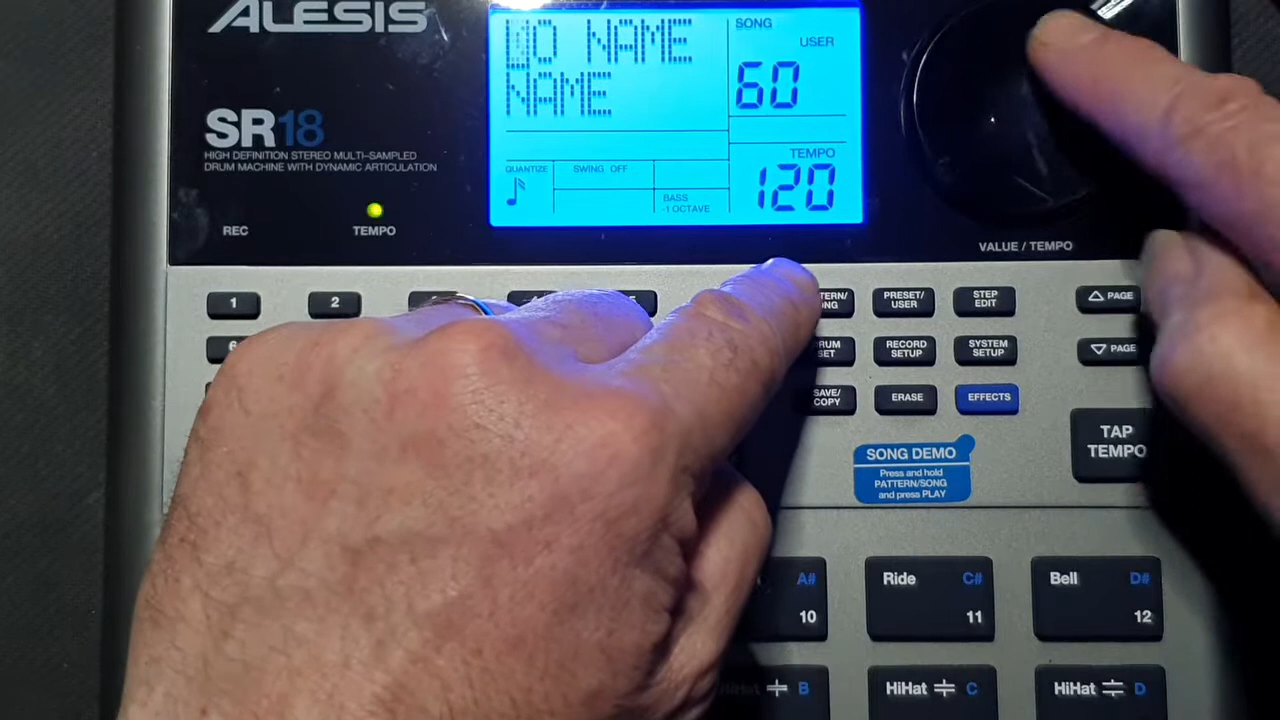 ALESIS
NO NAME
NAME
SONG
USER
60
SR18
HIGH DEFINITION STEREO MULTI-SAMPLED
DRUM MACHINE WITH DYNAMIC ARTICULATION
QUANTIZE
SWING OFF
BASS
-1 OCTAVE
TEMPO
120
REC
TEMPO
VALUE / TEMPO
1
2
PRESET/
USER
STEP
EDIT
PAGE
RECORD
SETUP
SYSTEM
SETUP
PAGE
SAVE/
COPY
ERASE
EFFECTS
TAP
TEMPO
SONG DEMO
Press and hold
PATTERN/SONG
and press PLAY
A#
10
Ride C#
11
Bell D#
12
HiHat B
HiHat C
HiHat D